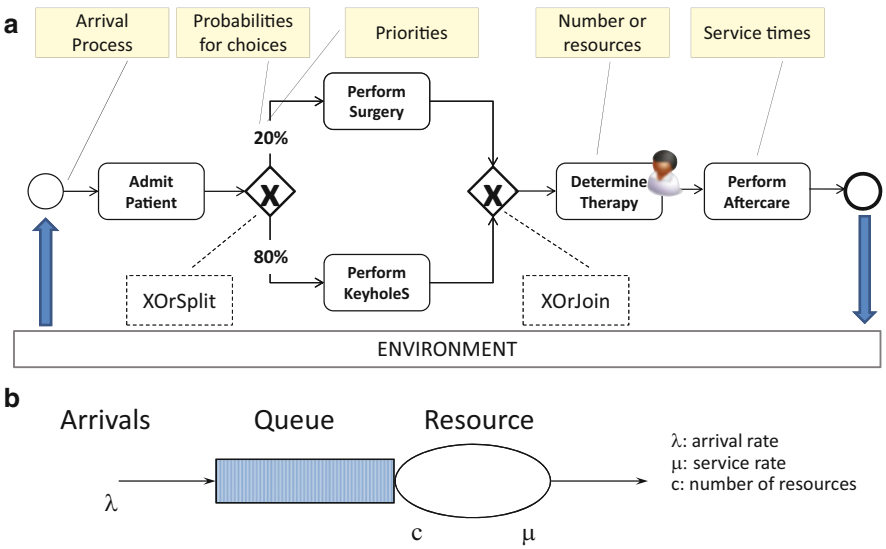 a
Arrival
Process
Probabilities
for choices
Priorities
Number or
resources
Service times
Perform
Surgery
20%
Admit
Patient
X
X
Determine
Therapy
Perform
Aftercare
80%
Perform
KeyholeS
XOrSplit
XOrJoin
ENVIRONMENT
b
Arrivals
Queue
Resource
λ
c
μ
λ: arrival rate
μ: service rate
c: number of resources